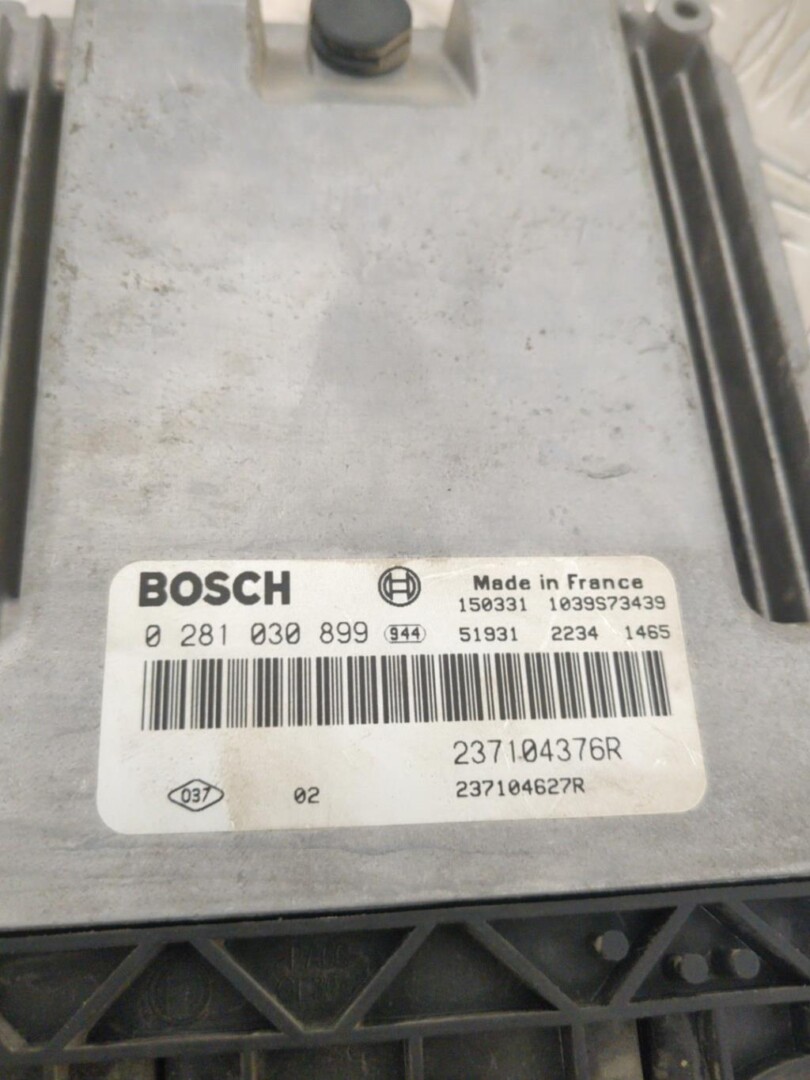 BOSCH
Made in France
150331 1039S73439
0 281 030 899 944 51931 2234 1465
237104376R
037 02 237104627R